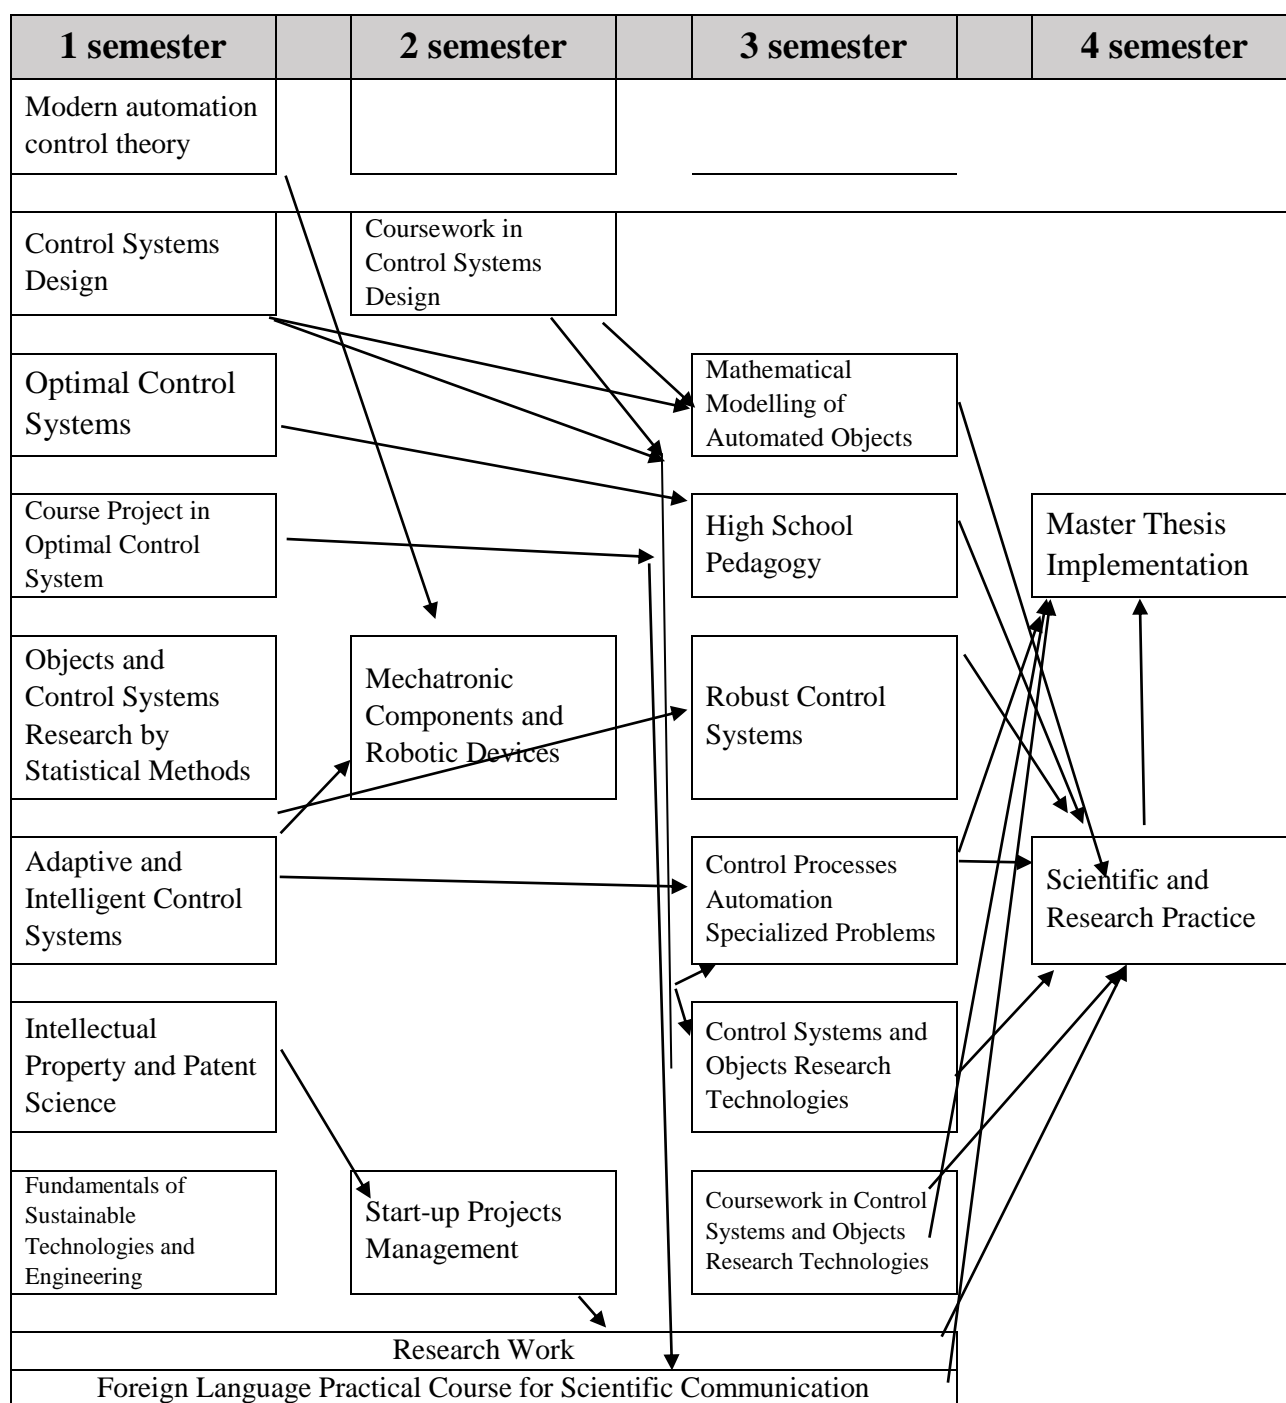 1 semester 2 semester 3 semester 4 semester
Modern automation
control theory
Control Systems
Design
Coursework in
Control Systems
Design
Optimal Control
Systems
Mathematical
Modelling of
Automated Objects
Course Project in
Optimal Control
System
High School
Pedagogy
Master Thesis
Implementation
Objects and
Control Systems
Research by
Statistical Methods
Mechatronic
Components and
Robotic Devices
Robust Control
Systems
Adaptive and
Intelligent Control
Systems
Control Processes
Automation
Specialized Problems
Scientific and
Research Practice
Intellectual
Property and Patent
Science
Control Systems and
Objects Research
Technologies
Fundamentals of
Sustainable
Technologies and
Engineering
Start-up Projects
Management
Coursework in Control
Systems and Objects
Research Technologies
Research Work
Foreign Language Practical Course for Scientific Communication